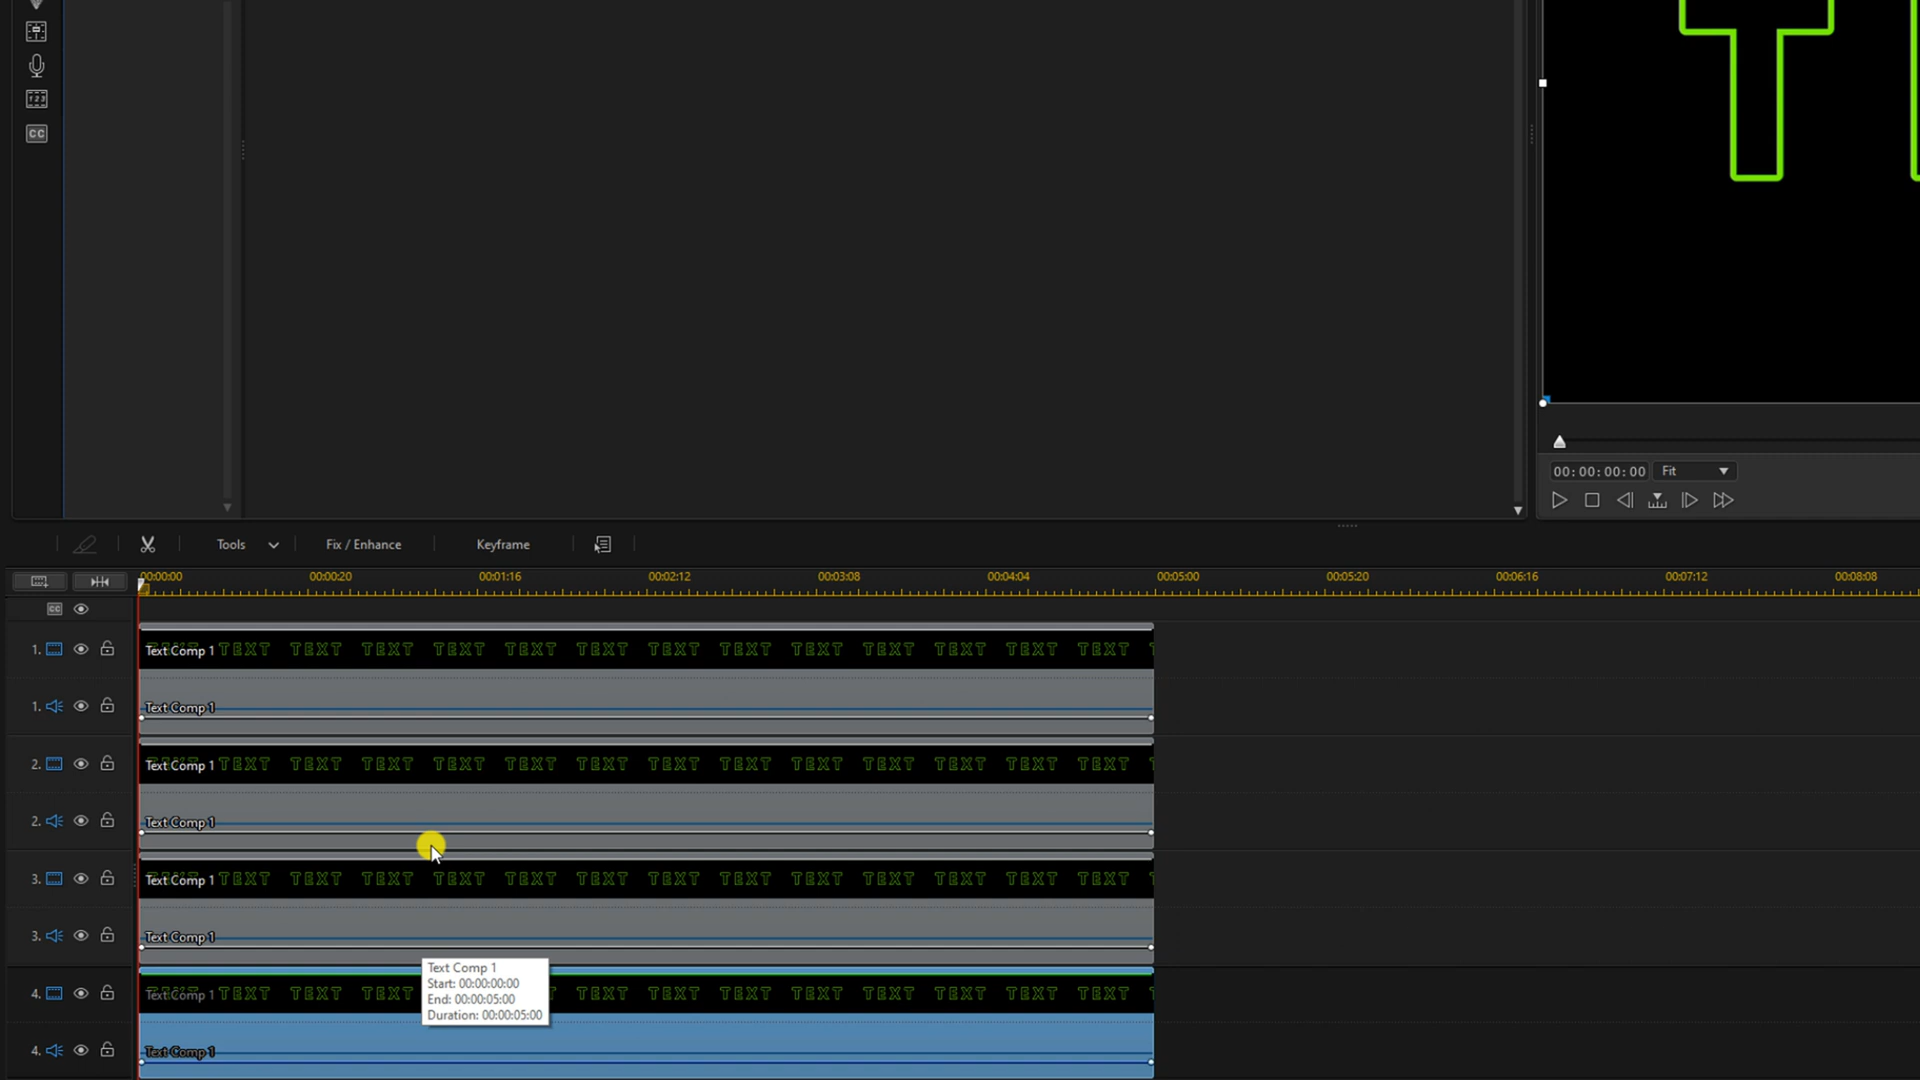 123
CC
T
00:00:00:00 Fit
Tools Fix / Enhance Keyframe
00:00:00 00:00:20 00:01:16 00:02:12 00:03:08 00:04:04 00:05:00 00:05:20 00:06:16 00:07:12 00:08:08
CC
1. Text Comp 1 TEXT TEXT TEXT TEXT TEXT TEXT TEXT TEXT TEXT TEXT TEXT TEXT TEXT
1. Text Comp 1
2. Text Comp 1 TEXT TEXT TEXT TEXT TEXT TEXT TEXT TEXT TEXT TEXT TEXT TEXT TEXT
2. Text Comp 1
3. Text Comp 1 TEXT TEXT TEXT TEXT TEXT TEXT TEXT TEXT TEXT TEXT TEXT TEXT TEXT
3. Text Comp 1
Text Comp 1
Start: 00:00:00:00
End: 00:00:05:00
Duration: 00:00:05:00
4. Text Comp 1 TEXT TEXT TEXT TEXT TEXT TEXT TEXT TEXT TEXT TEXT TEXT
4. Text Comp 1